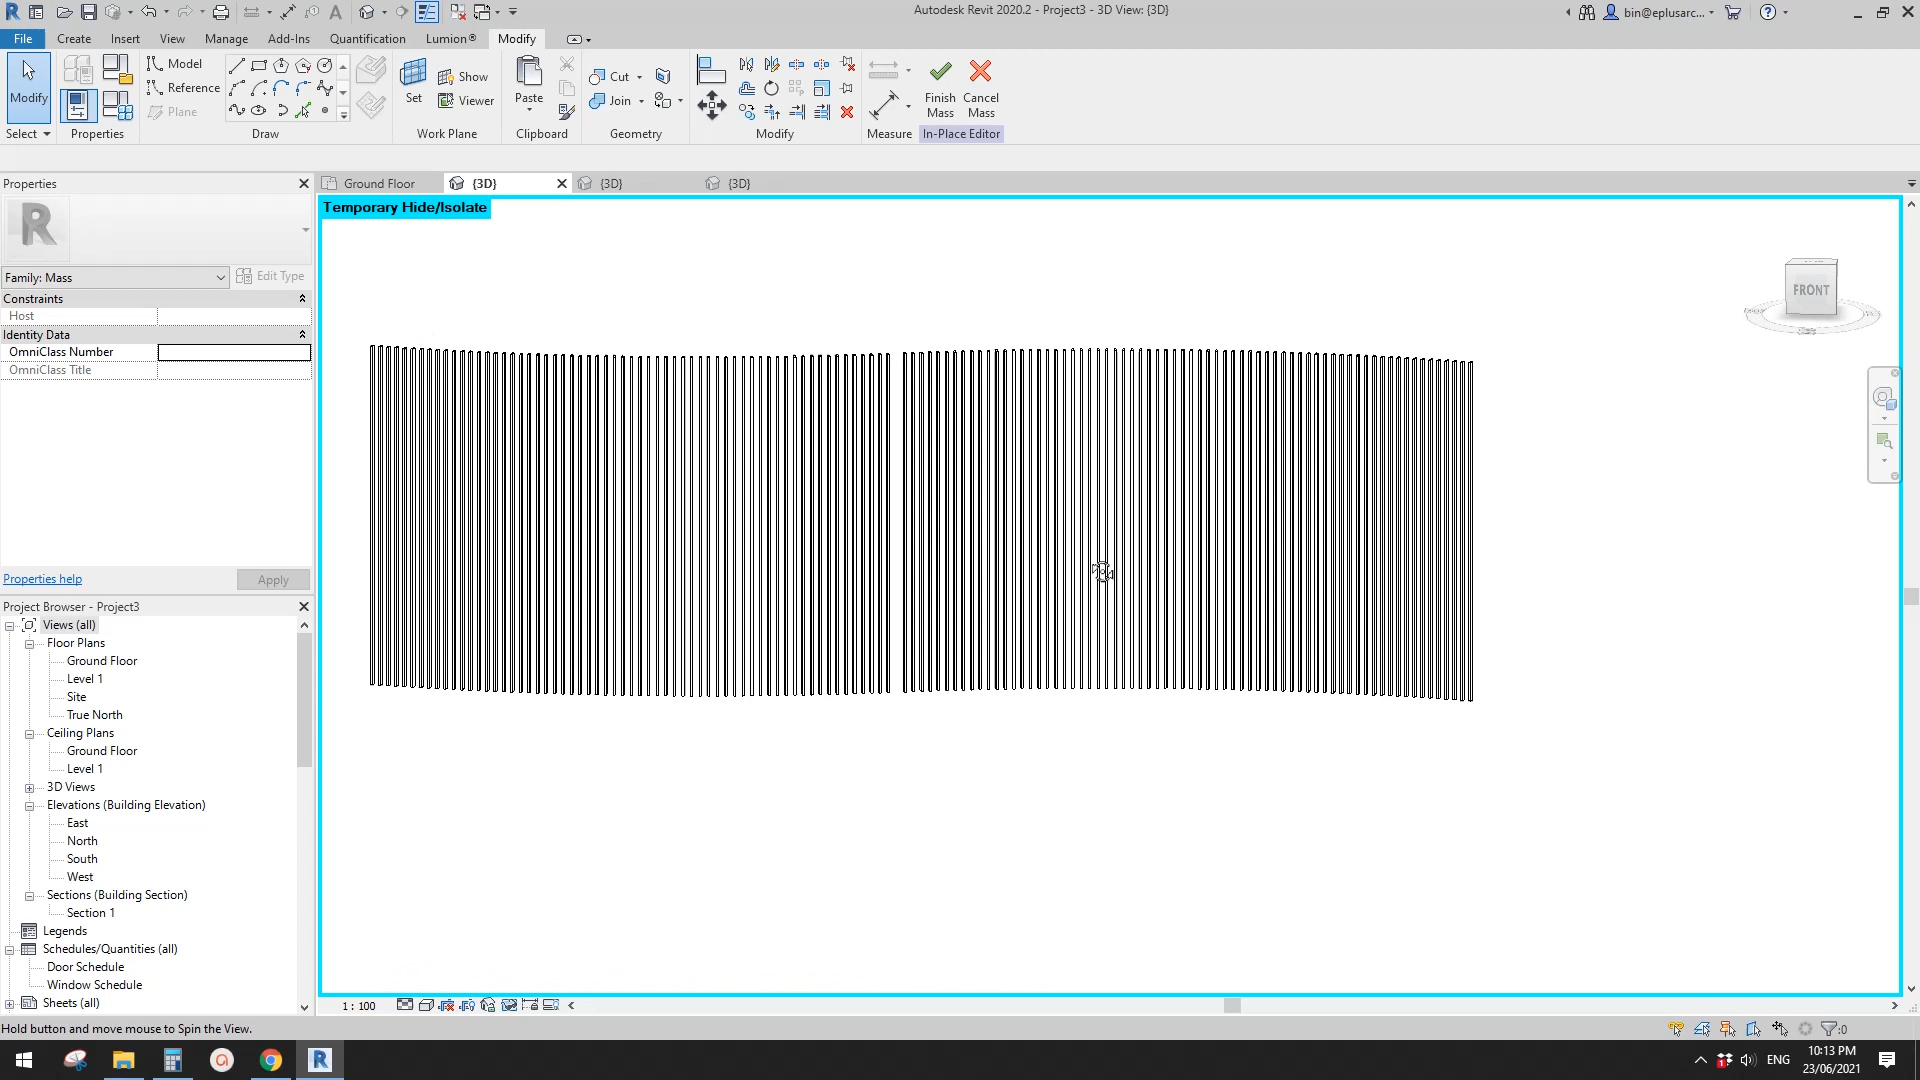 Autodesk Revit 2020.2 - Project3 - 3D View: {3D}
bin@eplusarc...
File Create Insert View Manage Add-Ins Quantification Lumion® Modify
Modify
Select
Properties
Model
Reference
Plane
Draw
Set
Show
Viewer
Work Plane
Paste
Clipboard
Cut
Join
Geometry
Modify
Measure
Finish
Mass
Cancel
Mass
In-Place Editor
Properties
Family: Mass
Edit Type
Constraints
Host
Identity Data
OmniClass Number
OmniClass Title
Properties help
Apply
Ground Floor
{3D}
{3D}
{3D}
Temporary Hide/Isolate
FRONT
Project Browser - Project3
Views (all)
Floor Plans
Ground Floor
Level 1
Site
True North
Ceiling Plans
Ground Floor
Level 1
3D Views
Elevations (Building Elevation)
East
North
South
West
Sections (Building Section)
Section 1
Legends
Schedules/Quantities (all)
Door Schedule
Window Schedule
Sheets (all)
1 : 100
Hold button and move mouse to Spin the View.
:0
ENG
10:13 PM
23/06/2021